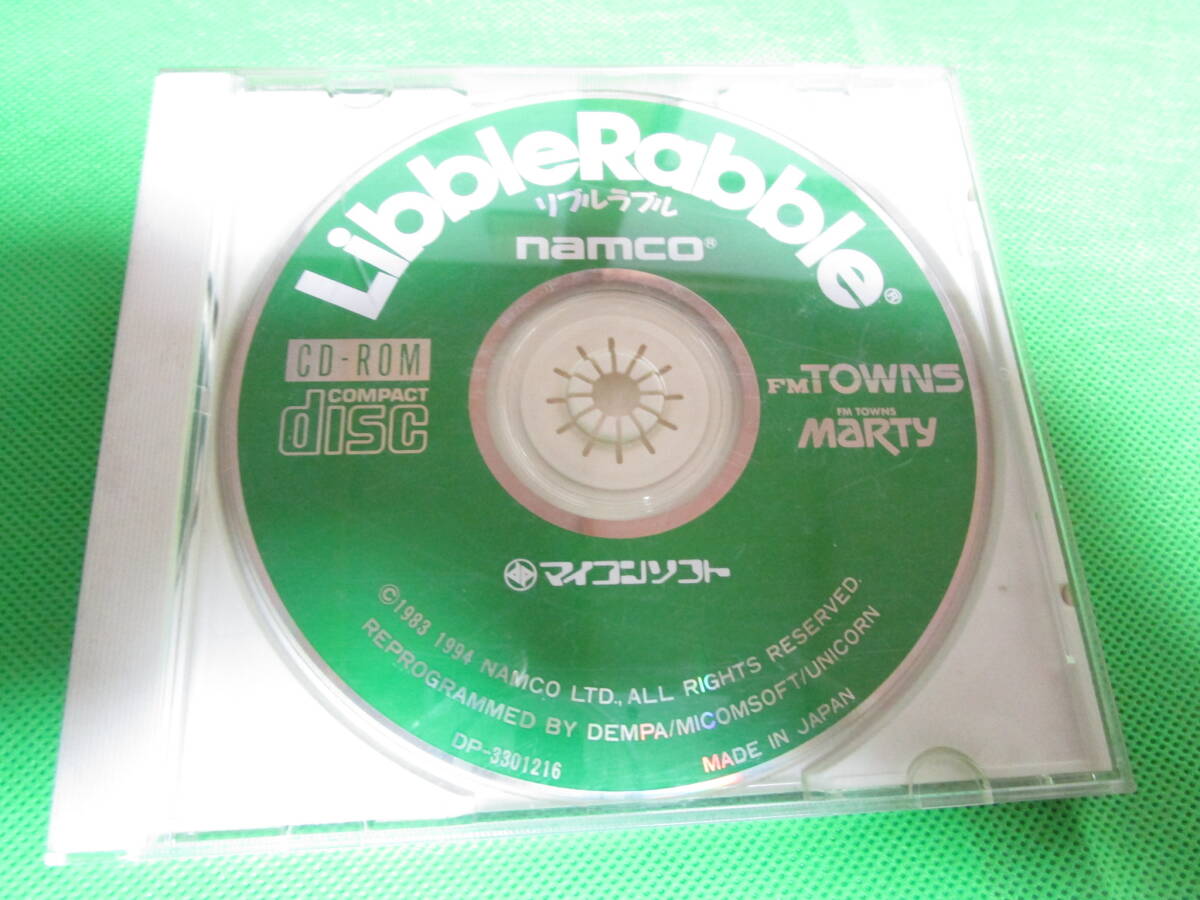 LibbleRabble®
リブルラブル
namco®
CD-ROM
COMPACT
disc
FM TOWNS
FM TOWNS
MARTY
マイコンソフト
©1983 1994 NAMCO LTD., ALL RIGHTS RESERVED.
REPROGRAMMED BY DEMPA/MICOMSOFT/UNICORN
DP-3301216
MADE IN JAPAN